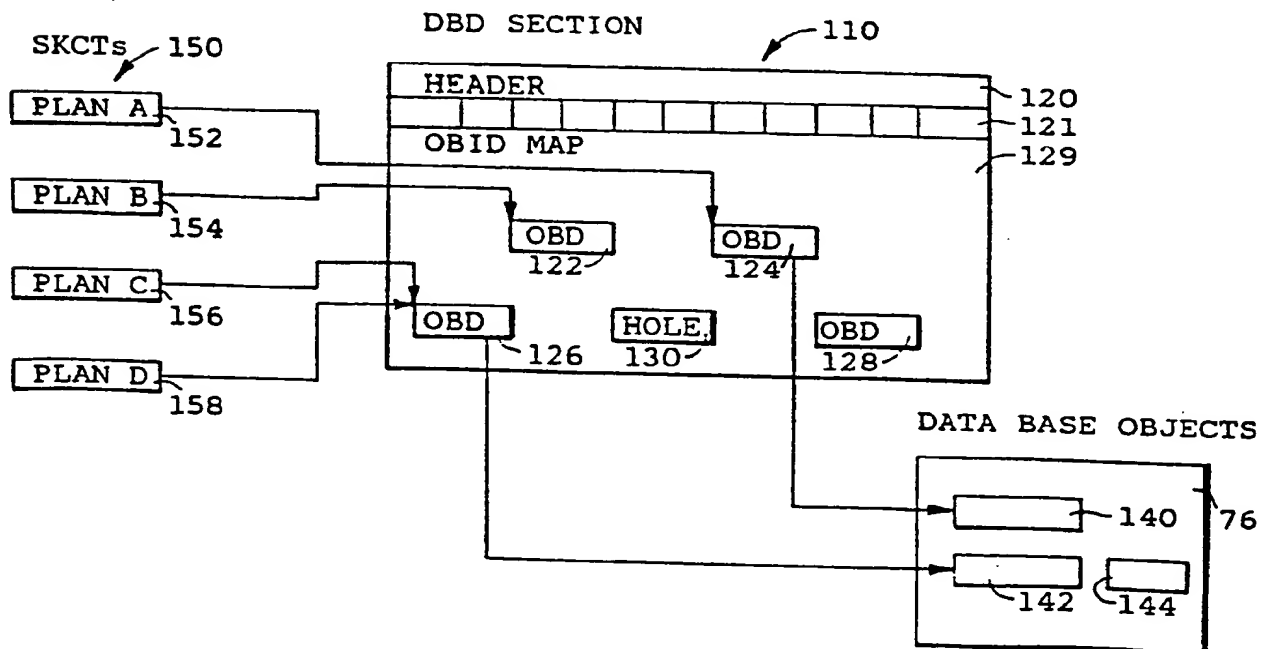 DBD SECTION
110
SKCTs
150
HEADER
120
PLAN A
152
121
OBID MAP
129
PLAN B
154
OBD
122
OBD
124
PLAN C
156
OBD
126
HOLE
130
OBD
128
PLAN D
158
DATA BASE OBJECTS
76
140
142
144